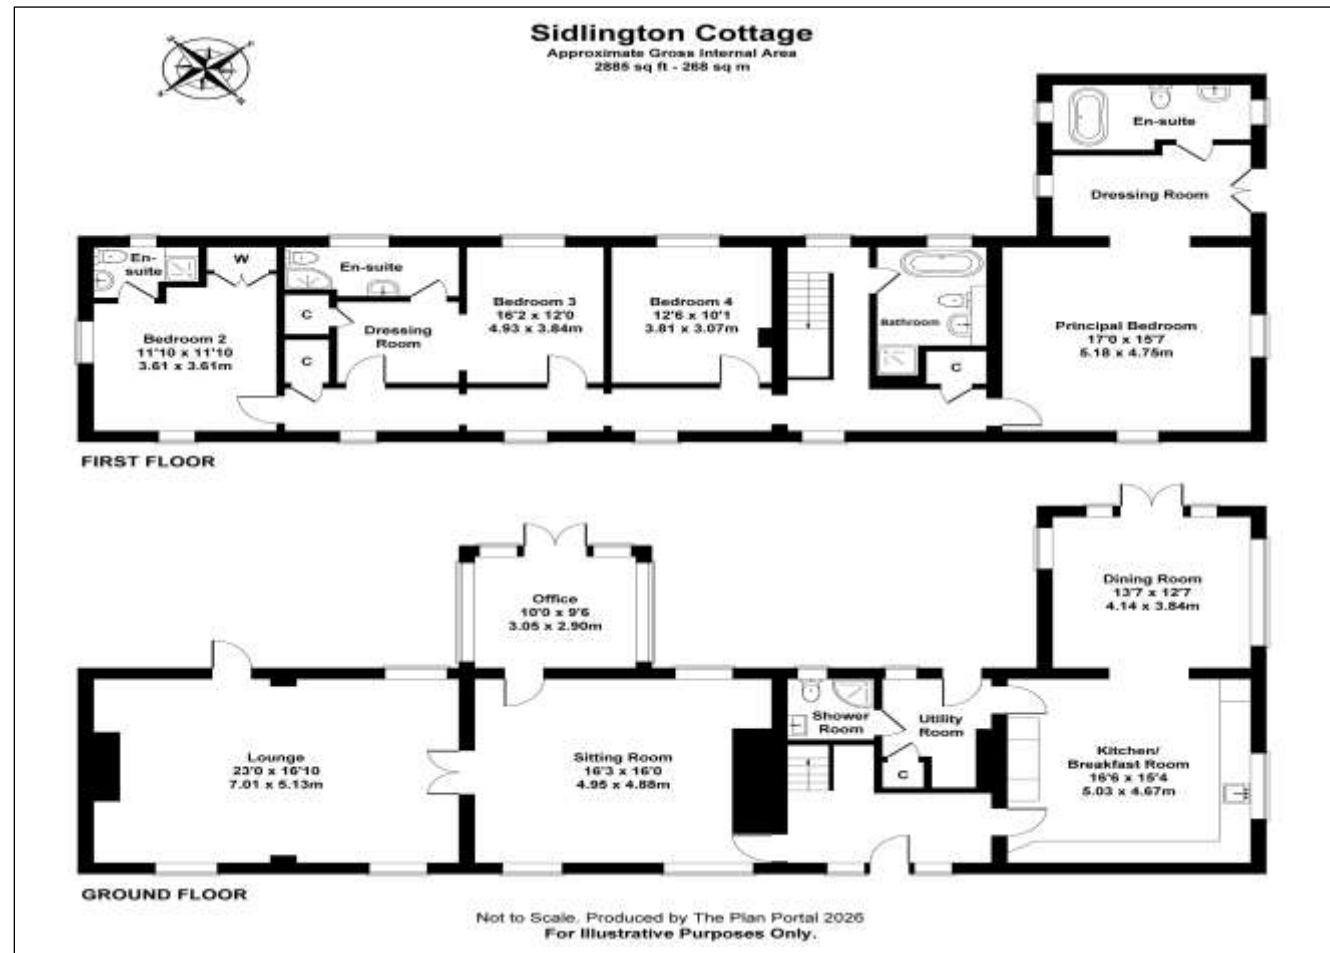 Sidlington Cottage
Approximate Gross Internal Area
2885 sq ft - 268 sq m
En-suite
Dressing Room
Principal Bedroom
17'0 x 15'7
5.18 x 4.75m
En-
suite
W
Bedroom 2
11'10 x 11'10
3.61 x 3.61m
En-suite
C
C
Dressing
Room
Bedroom 3
16'2 x 12'0
4.93 x 3.84m
Bedroom 4
12'6 x 10'1
3.81 x 3.07m
Bathroom
C
FIRST FLOOR
Office
10'0 x 9'6
3.05 x 2.90m
Dining Room
13'7 x 12'7
4.14 x 3.84m
Lounge
23'0 x 16'10
7.01 x 5.13m
Sitting Room
16'3 x 16'0
4.95 x 4.88m
Shower
Room
Utility
Room
C
Kitchen/
Breakfast Room
16'6 x 15'4
5.03 x 4.67m
GROUND FLOOR
Not to Scale. Produced by The Plan Portal 2026
For Illustrative Purposes Only.